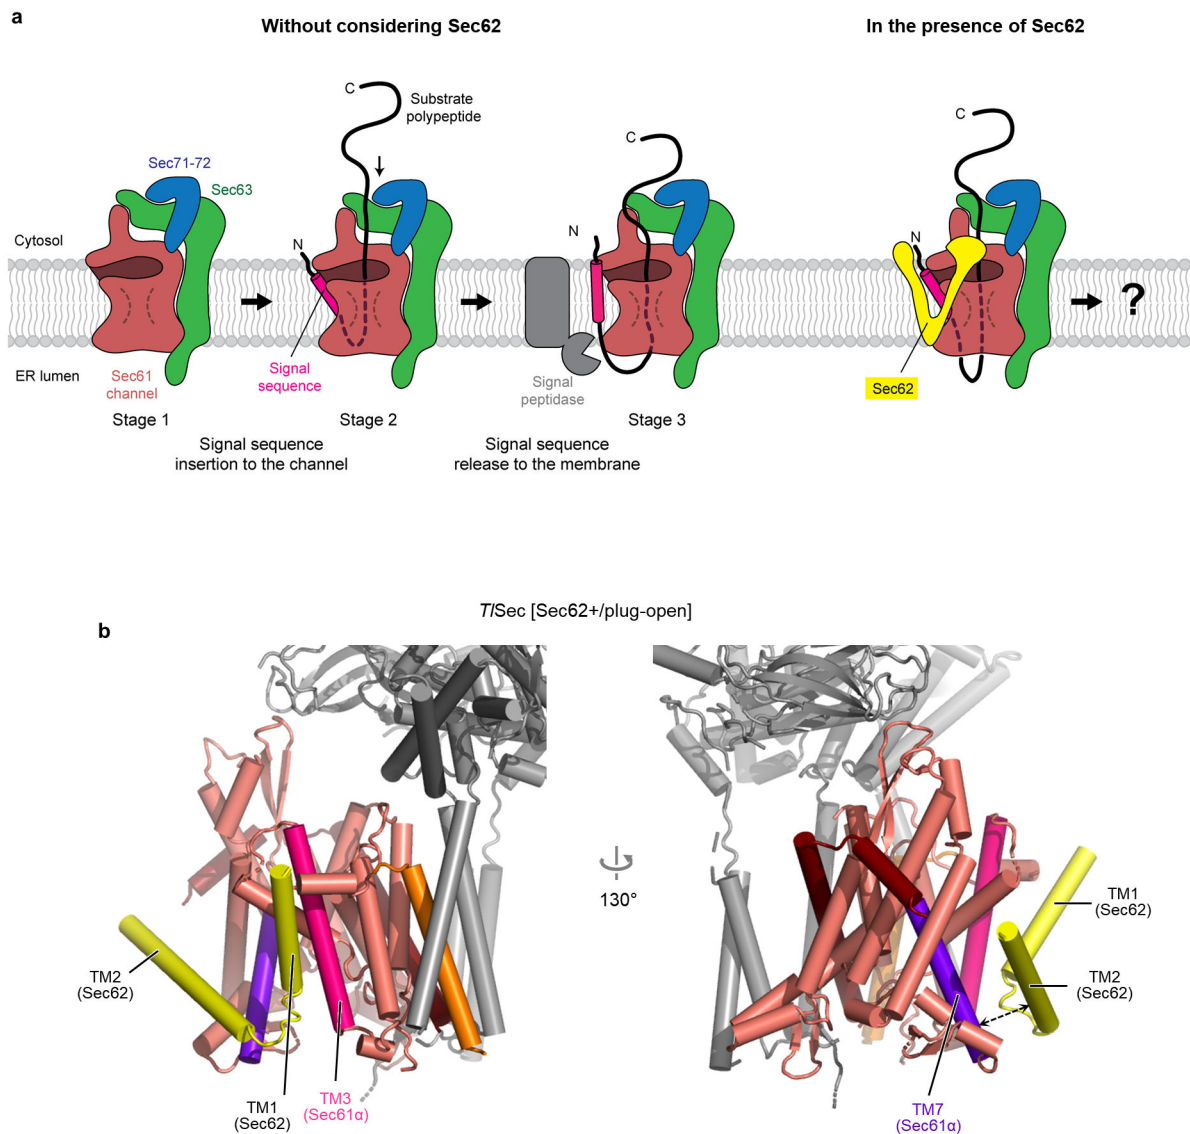 a
Without considering Sec62
In the presence of Sec62
C
Substrate
polypeptide
Sec71-72
Sec63
Cytosol
N
ER lumen
Sec61
channel
Signal
sequence
C
N
Signal
peptidase
C
N
Sec62
?
Stage 1
Stage 2
Stage 3
Signal sequence
insertion to the channel
Signal sequence
release to the membrane
TlSec [Sec62+/plug-open]
b
TM2
(Sec62)
TM1
(Sec62)
TM3
(Sec61α)
130°
TM1
(Sec62)
TM2
(Sec62)
TM7
(Sec61α)